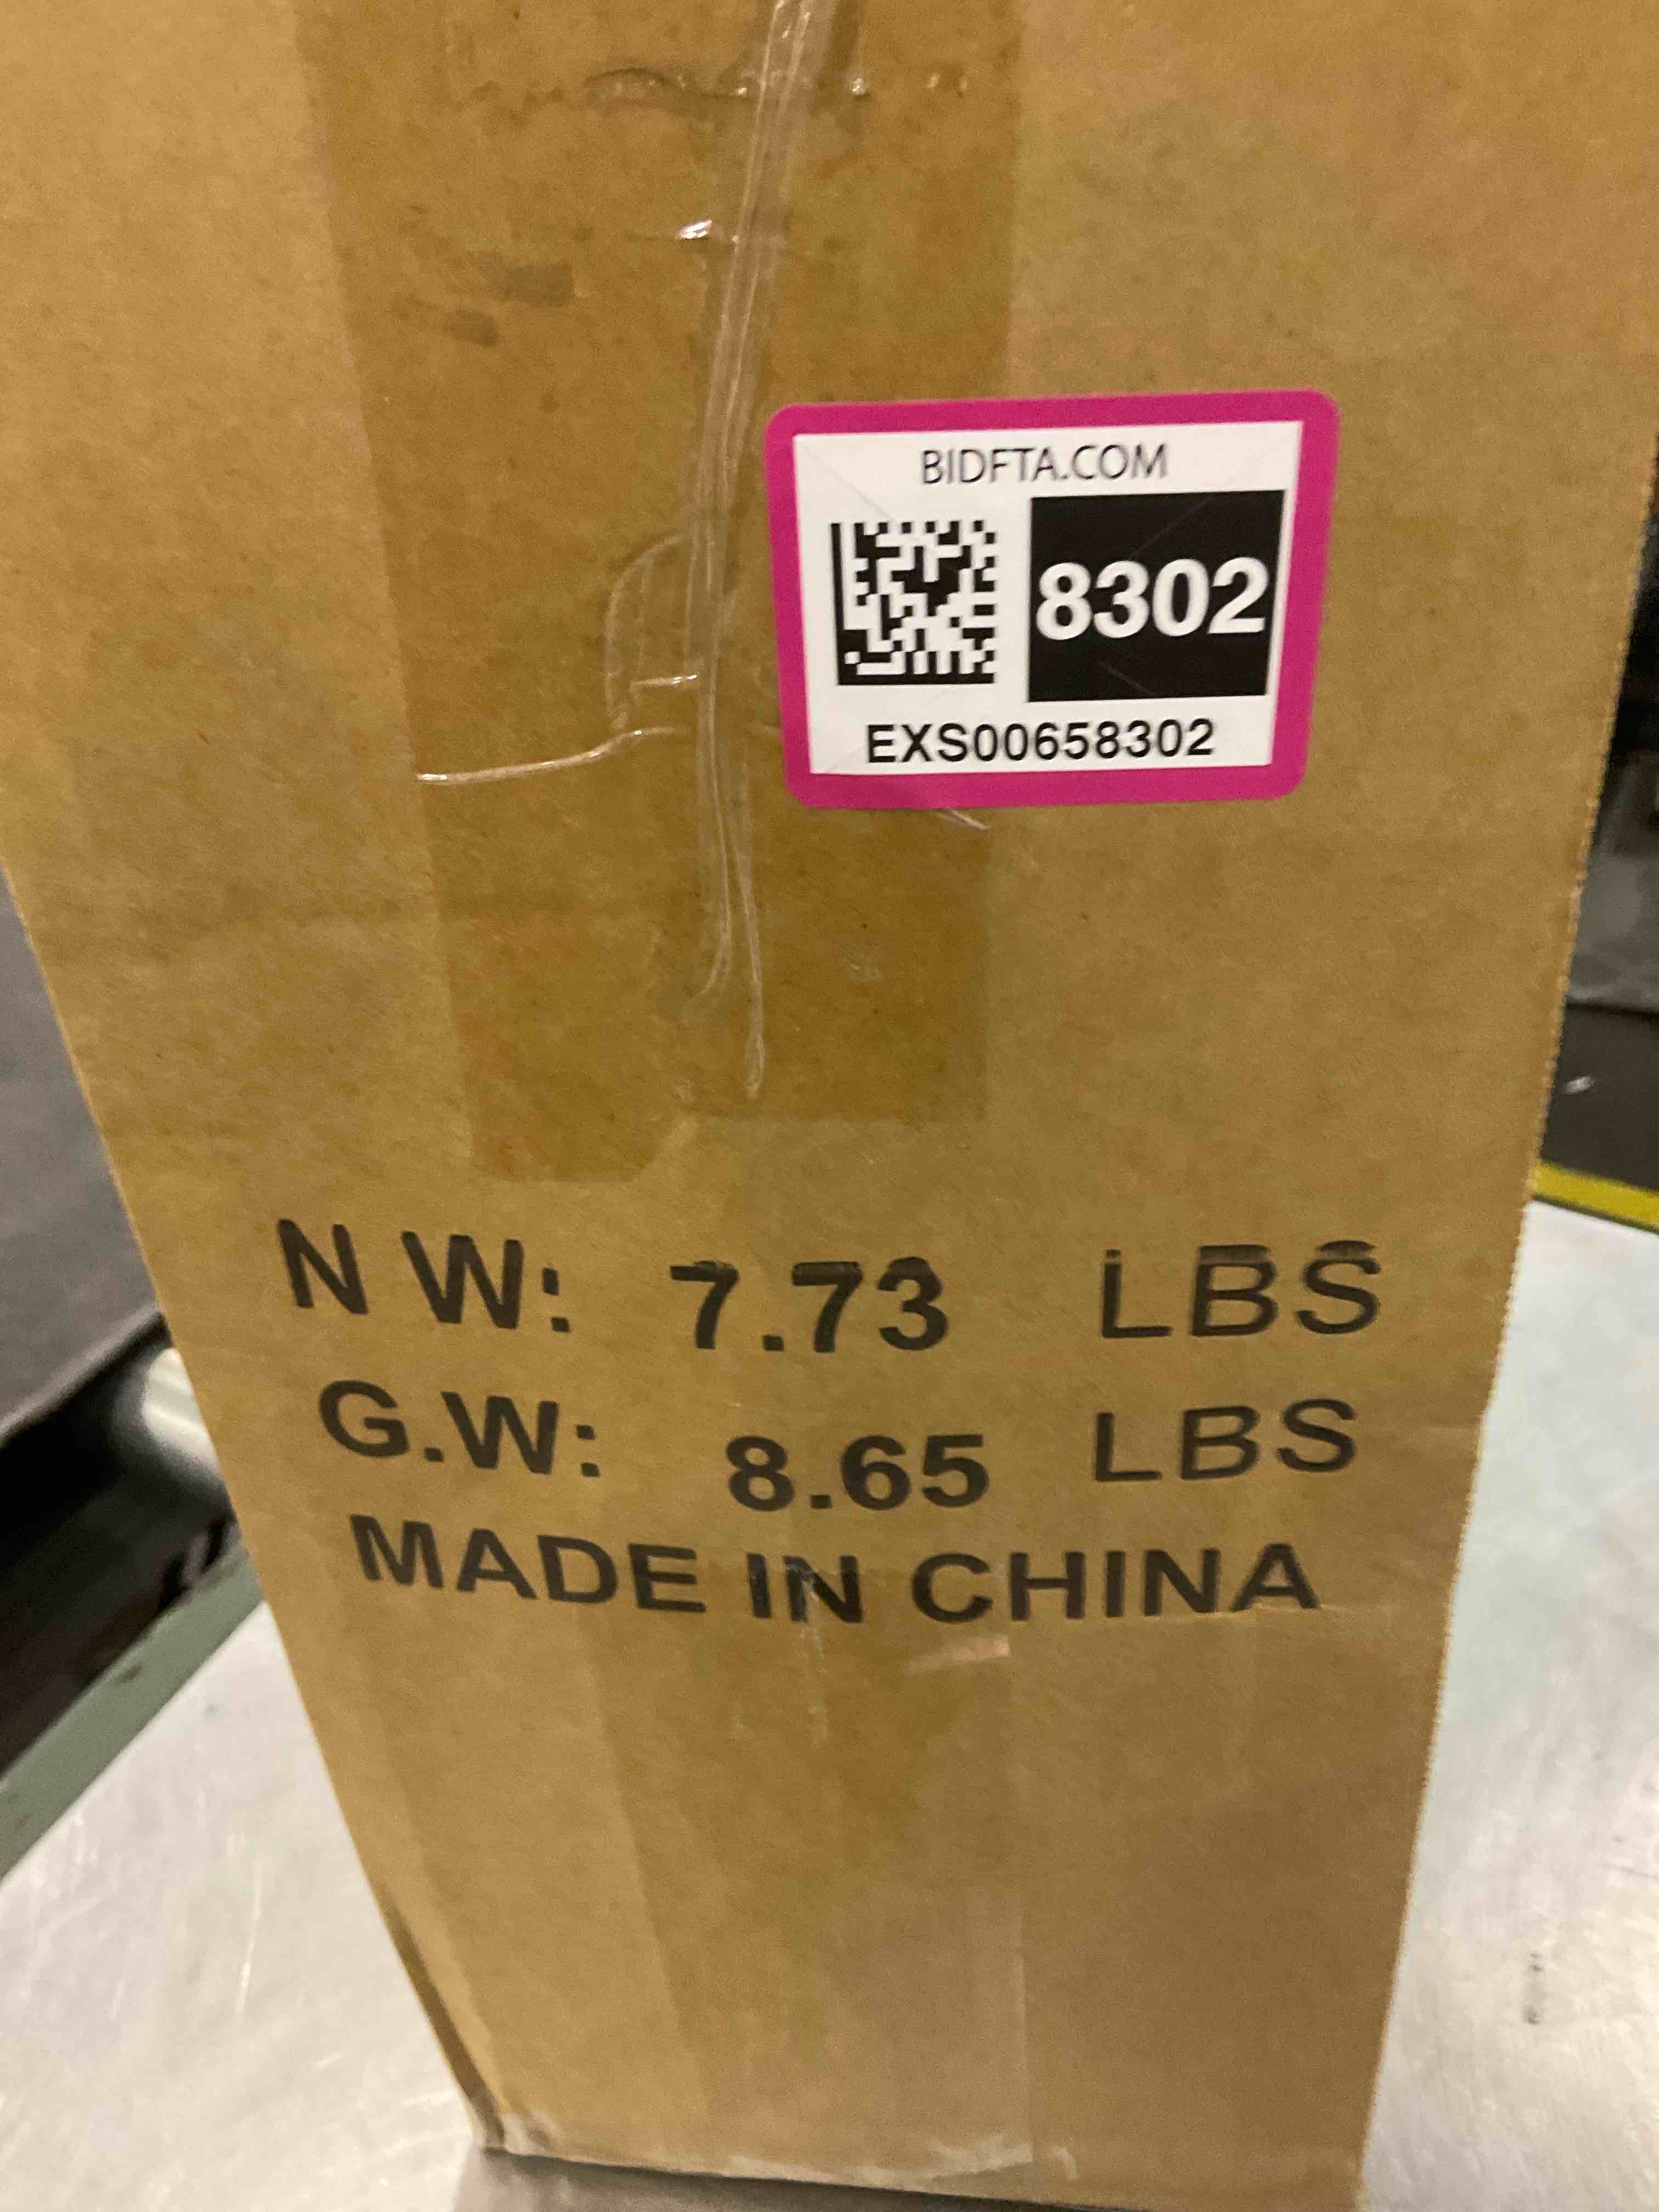 BIDFTA.COM
8302
EXS00658302
N W: 7.73 LBS
G.W: 8.65 LBS
MADE IN CHINA